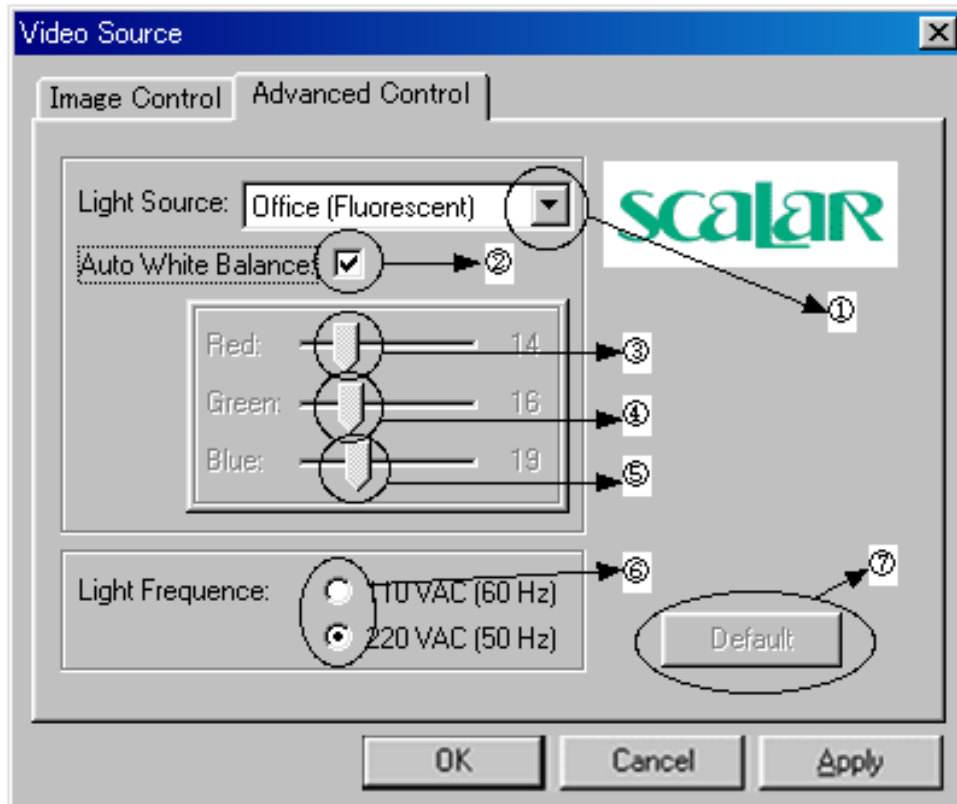 Video Source
Image Control Advanced Control
Light Source: Office (Fluorescent)
scalar
①
Auto White Balance: ②
Red: 14 ③
Green: 16 ④
Blue: 19 ⑤
Light Frequence: 110 VAC (60 Hz) ⑥
220 VAC (50 Hz)
⑦
Default
OK Cancel Apply